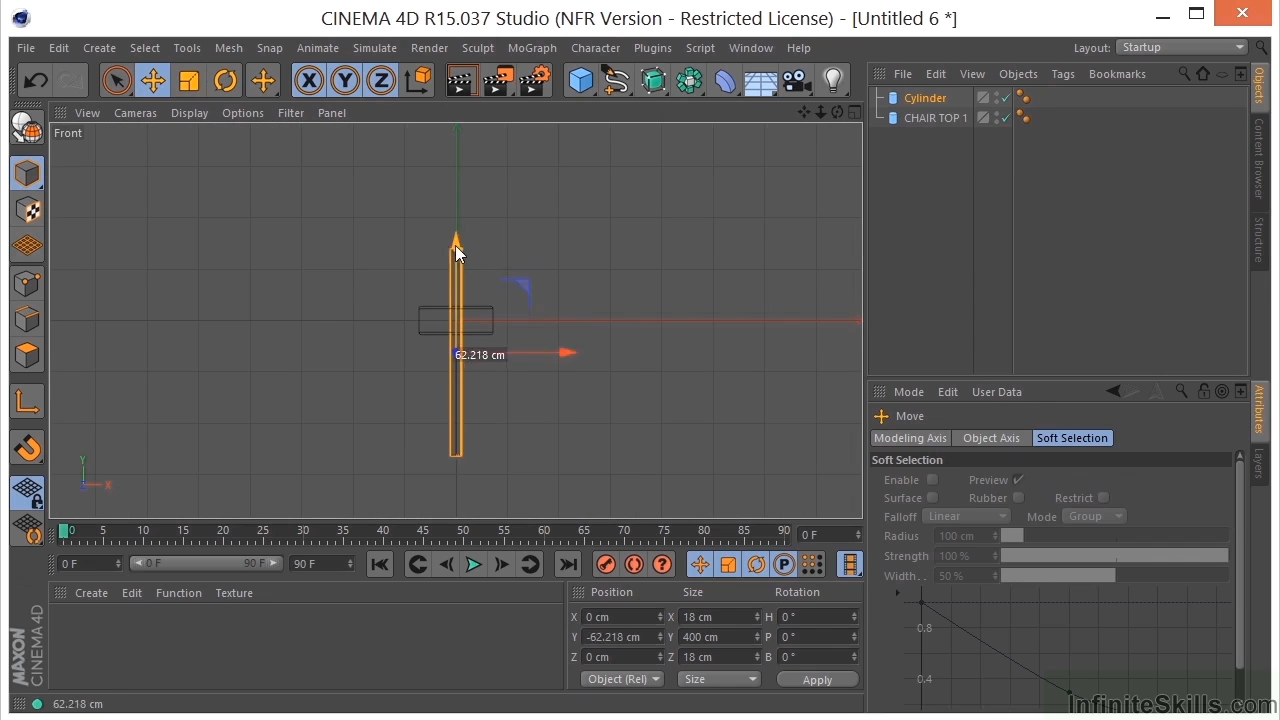 CINEMA 4D R15.037 Studio (NFR Version - Restricted License) - [Untitled 6 *]
File Edit Create Select Tools Mesh Snap Animate Simulate Render Sculpt MoGraph Character Plugins Script Window Help
Layout: Startup
X Y Z
File Edit View Objects Tags Bookmarks
Objects
Content Browser
Structure
Cylinder
CHAIR TOP 1
View Cameras Display Options Filter Panel
Front
62.218 cm
Y
X
Mode Edit User Data
Attributes
Layers
Move
Modeling Axis Object Axis Soft Selection
Soft Selection
Enable Preview
Surface Rubber Restrict
Falloff Linear Mode Group
Radius 100 cm
Strength 100 %
Width . . 50 %
0.8
0.4
0 5 10 15 20 25 30 35 40 45 50 55 60 65 70 75 80 85 90 0 F
0 F 0 F 90 F 90 F
P
Create Edit Function Texture
Position Size Rotation
X 0 cm X 18 cm H 0 °
Y -62.218 cm Y 400 cm P 0 °
Z 0 cm Z 18 cm B 0 °
Object (Rel) Size Apply
MAXON CINEMA 4D
62.218 cm
InfiniteSkills.com